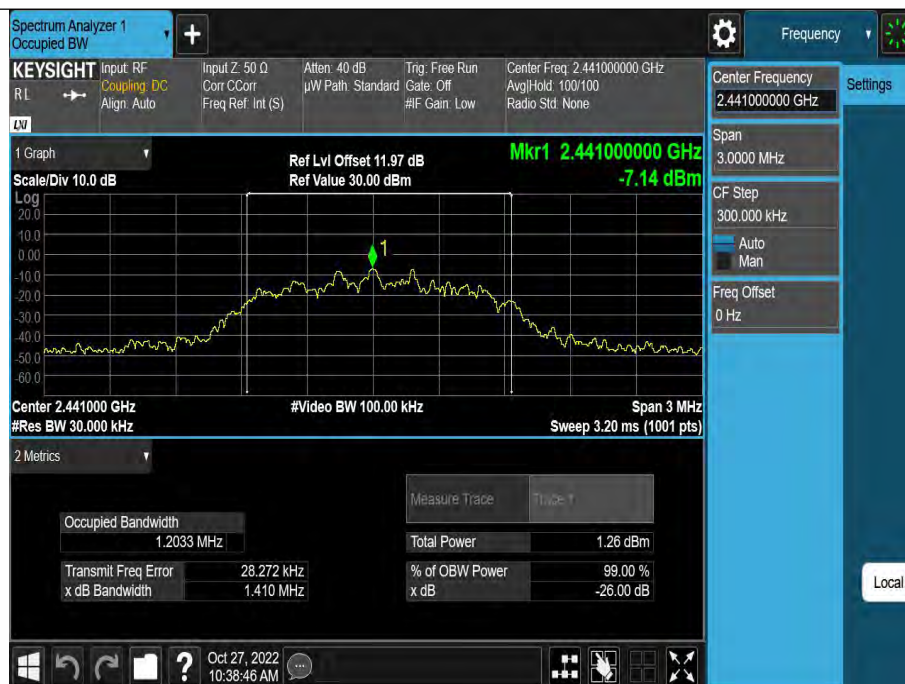 Spectrum Analyzer 1
Occupied BW
Frequency
KEYSIGHT
R L
LXI
Input: RF
Coupling: DC
Align: Auto
Input Z: 50 Ω
Corr CCorr
Freq Ref: Int (S)
Atten: 40 dB
µW Path: Standard
Trig: Free Run
Gate: Off
#IF Gain: Low
Center Freq: 2.441000000 GHz
Avg|Hold: 100/100
Radio Std: None
Center Frequency
2.441000000 GHz
Settings
Span
3.0000 MHz
CF Step
300.000 kHz
Auto
Man
Freq Offset
0 Hz
1 Graph
Scale/Div 10.0 dB
Ref Lvl Offset 11.97 dB
Ref Value 30.00 dBm
Mkr1 2.441000000 GHz
-7.14 dBm
Log
20.0
10.0
0.00
-10.0
-20.0
-30.0
-40.0
-50.0
-60.0
1
Center 2.441000 GHz
#Res BW 30.000 kHz
#Video BW 100.00 kHz
Span 3 MHz
Sweep 3.20 ms (1001 pts)
2 Metrics
Measure Trace Trace 1
Occupied Bandwidth
1.2033 MHz
Total Power 1.26 dBm
Transmit Freq Error 28.272 kHz
% of OBW Power 99.00 %
x dB Bandwidth 1.410 MHz
x dB -26.00 dB
Local
?
Oct 27, 2022
10:38:46 AM